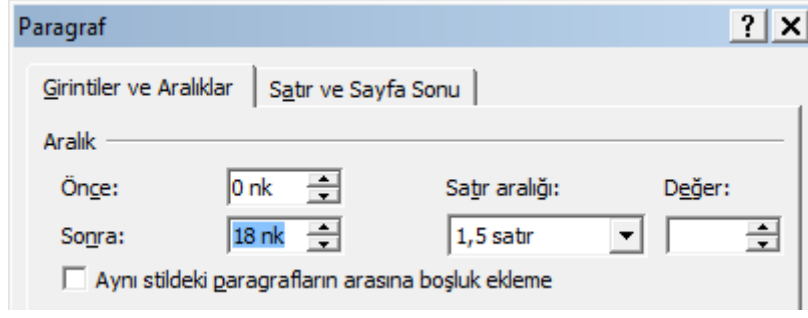 Paragraf ? X
Girintiler ve Aralıklar Satır ve Sayfa Sonu
Aralık
Önce: 0 nk Satır aralığı: Değer:
Sonra: 18 nk 1,5 satır
Aynı stildeki paragrafların arasına boşluk ekleme